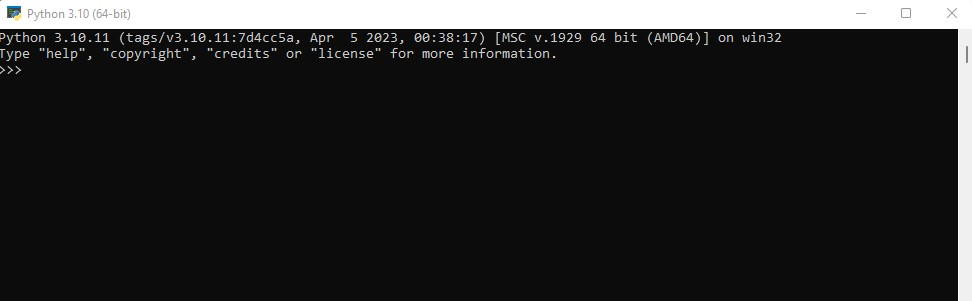 Python 3.10 (64-bit)
Python 3.10.11 (tags/v3.10.11:7d4cc5a, Apr  5 2023, 00:38:17) [MSC v.1929 64 bit (AMD64)] on win32
Type "help", "copyright", "credits" or "license" for more information.
>>>